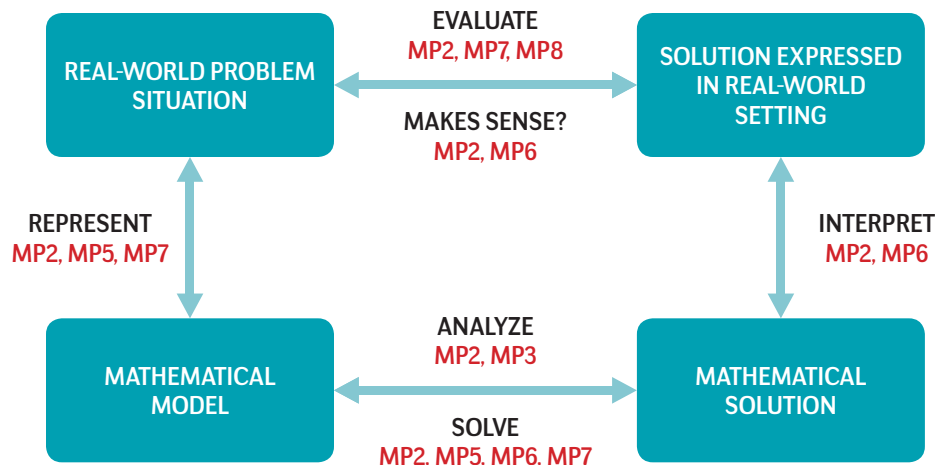 EVALUATE
MP2, MP7, MP8
REAL-WORLD PROBLEM
SITUATION
SOLUTION EXPRESSED
IN REAL-WORLD
SETTING
MAKES SENSE?
MP2, MP6
REPRESENT
MP2, MP5, MP7
INTERPRET
MP2, MP6
ANALYZE
MP2, MP3
MATHEMATICAL
MODEL
MATHEMATICAL
SOLUTION
SOLVE
MP2, MP5, MP6, MP7